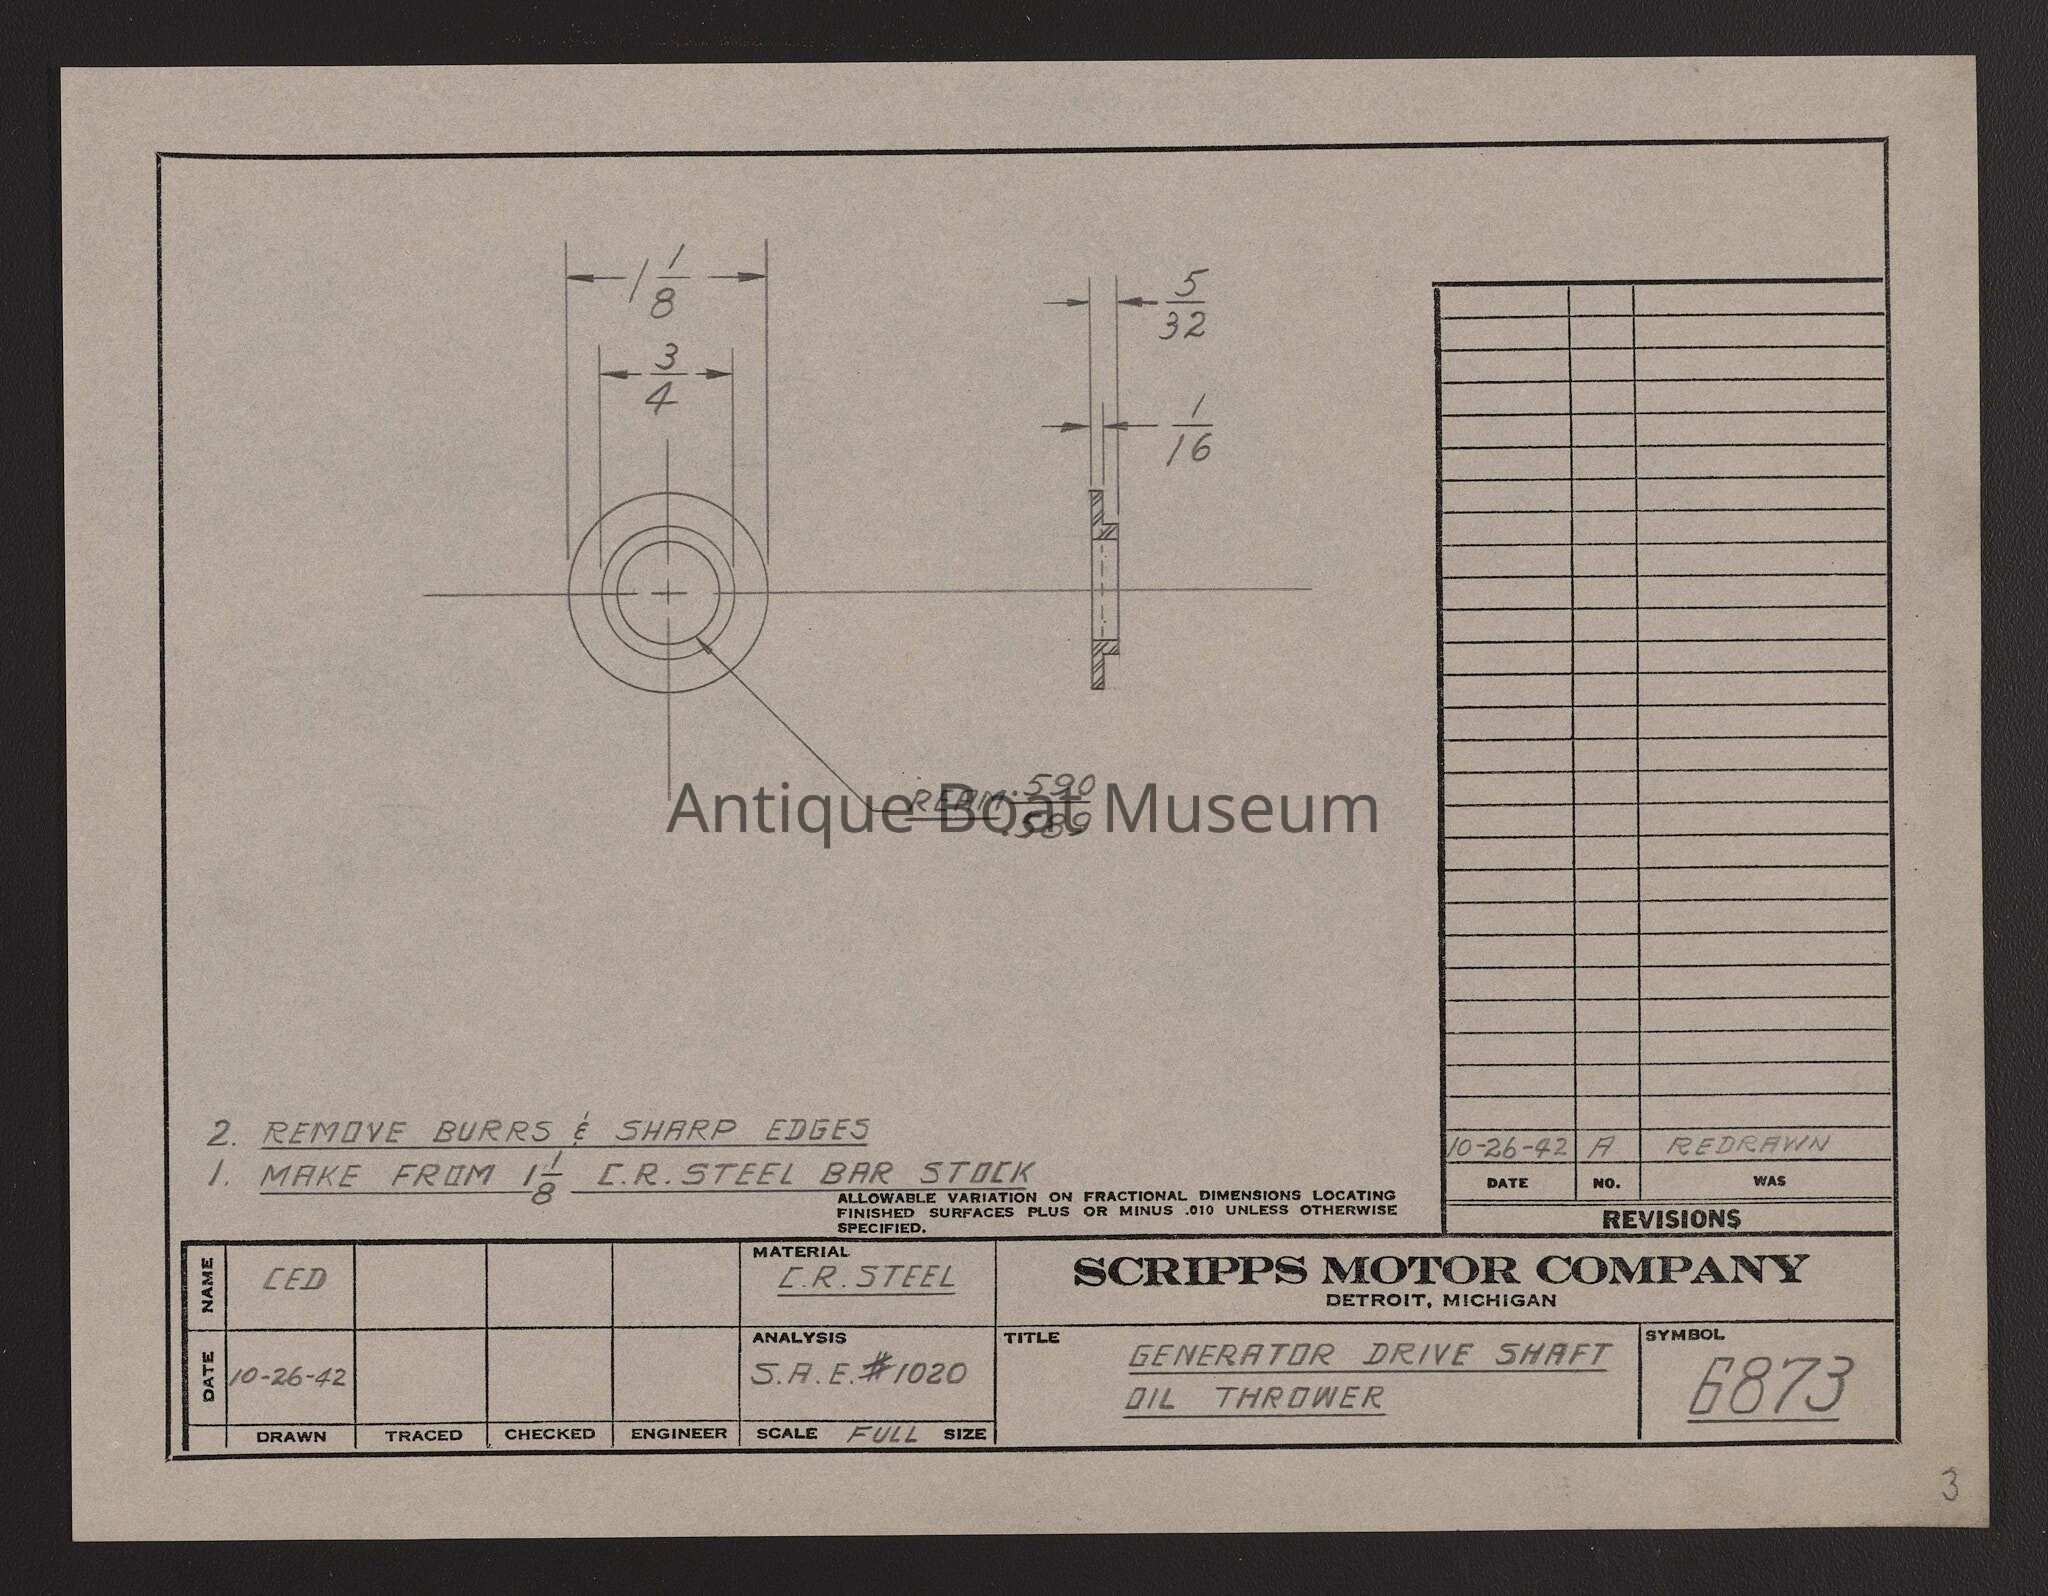 1 1/8
3/4
5/32
1/16
REAM .590
.589
Antique Boat Museum
2. REMOVE BURRS & SHARP EDGES
1. MAKE FROM 1 1/8 C.R. STEEL BAR STOCK
ALLOWABLE VARIATION ON FRACTIONAL DIMENSIONS LOCATING
FINISHED SURFACES PLUS OR MINUS .010 UNLESS OTHERWISE
SPECIFIED.
10-26-42 A REDRAWN
DATE NO. WAS
REVISIONS
NAME CED
DATE 10-26-42
DRAWN TRACED CHECKED ENGINEER
MATERIAL
C.R. STEEL
ANALYSIS
S.A.E. #1020
SCALE FULL SIZE
SCRIPPS MOTOR COMPANY
DETROIT, MICHIGAN
TITLE
GENERATOR DRIVE SHAFT
OIL THROWER
SYMBOL
6873
3